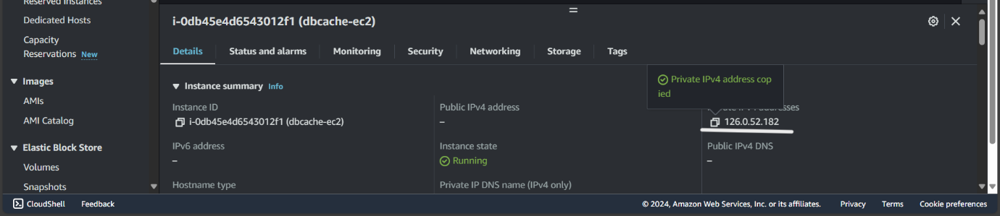 Reserved Instances
Dedicated Hosts
Capacity
Reservations New
Images
AMIs
AMI Catalog
Elastic Block Store
Volumes
Snapshots
i-0db45e4d6543012f1 (dbcache-ec2)
Details Status and alarms Monitoring Security Networking Storage Tags
Private IPv4 address cop
ied
Instance summary Info
Instance ID
i-0db45e4d6543012f1 (dbcache-ec2)
Public IPv4 address
–
addresses
126.0.52.182
IPv6 address
–
Instance state
Running
Public IPv4 DNS
–
Hostname type
Private IP DNS name (IPv4 only)
CloudShell Feedback © 2024, Amazon Web Services, Inc. or its affiliates. Privacy Terms Cookie preferences